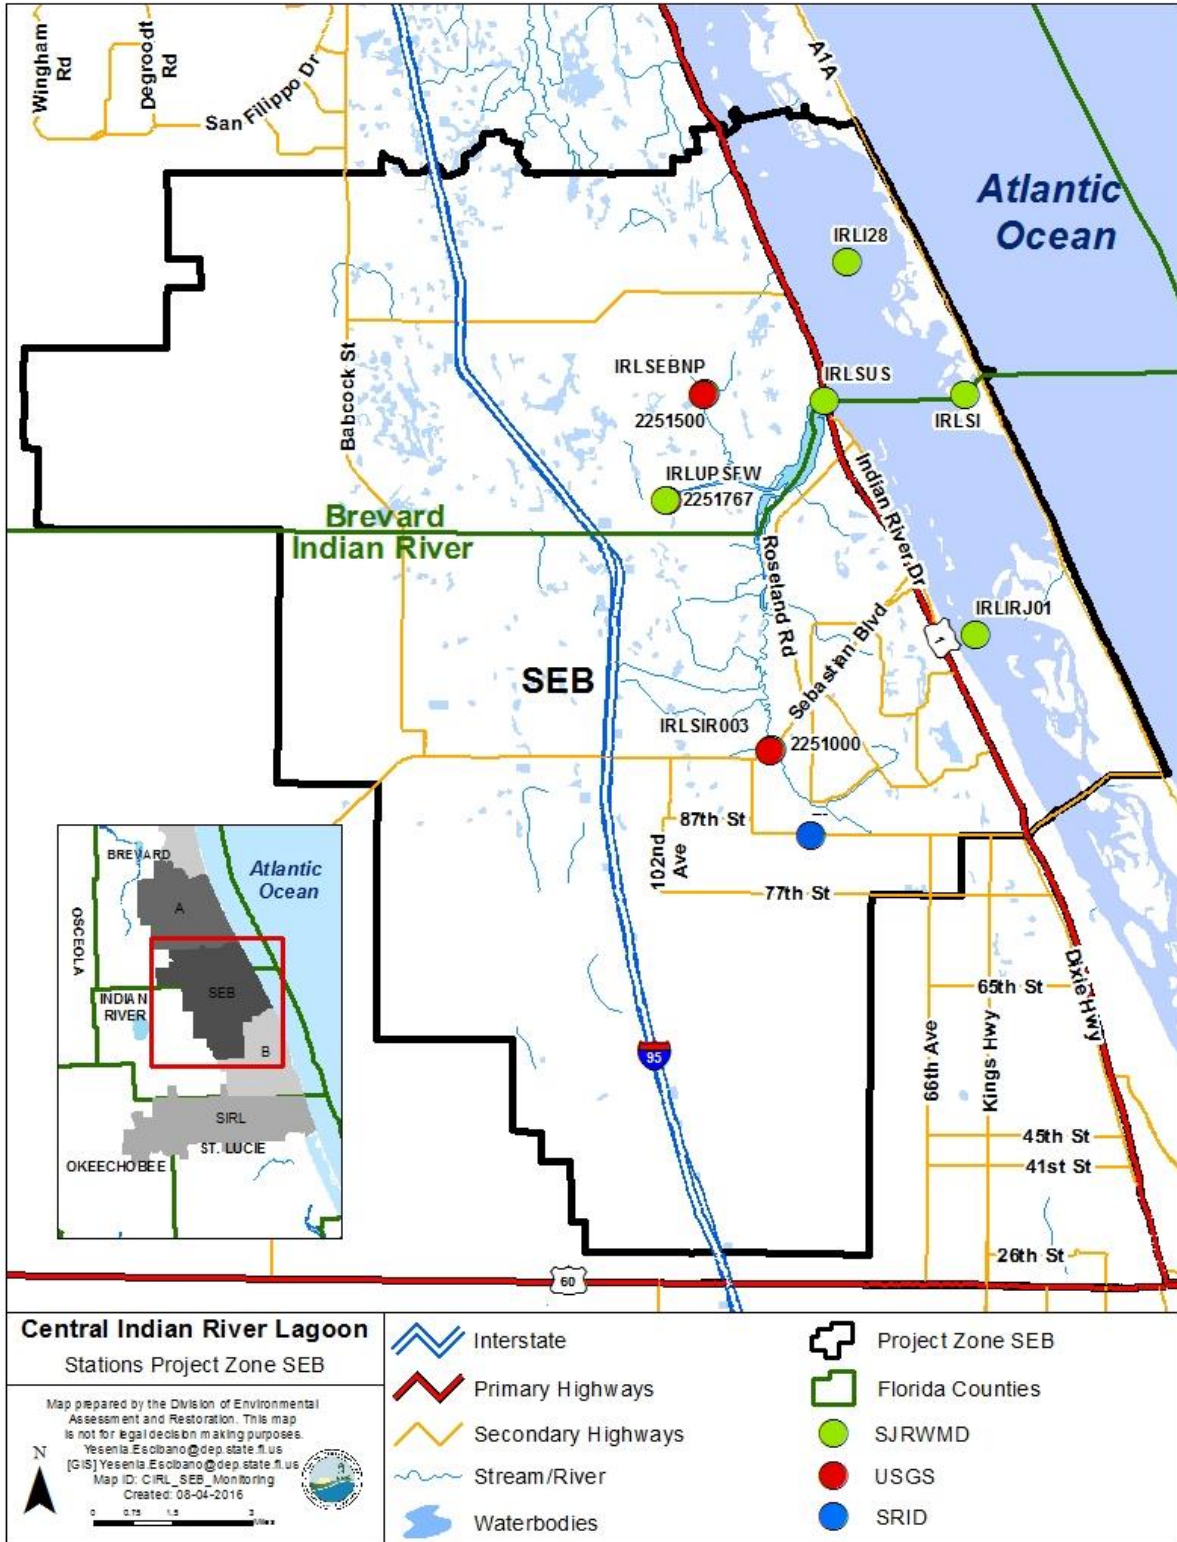 Wingham
Rd
Degroodt
Rd
San Filippo Dr
A1A
Atlantic
Ocean
IRLI28
Babcock St
IRLSEBNP
2251500
IRLSUS
IRLSI
IRLUPSFW
2251767
Brevard
Indian River
Indian River Dr
Roseland Rd
IRLIRJ01
1
SEB
Sebastian Blvd
IRLSIR003
2251000
87th St
102nd
Ave
77th St
Dixie Hwy
65th St
66th Ave
Kings Hwy
95
45th St
41st St
26th St
60
BREVARD
Atlantic
Ocean
A
OSCEOLA
SEB
INDIAN
RIVER
B
SIRL
ST. LUCIE
OKEECHOBEE
Central Indian River Lagoon
Stations Project Zone SEB
Map prepared by the Division of Environmental
Assessment and Restoration. This map
is not for legal decision making purposes.
Yesenia.Escibano@dep.state.fl.us
[GIS] Yesenia.Escibano@dep.state.fl.us
Map ID: CIRL_SEB_Monitoring
Created: 08-04-2016
N
0 0.75 1.5 3
Miles
Interstate
Primary Highways
Secondary Highways
Stream/River
Waterbodies
Project Zone SEB
Florida Counties
SJRWMD
USGS
SRID